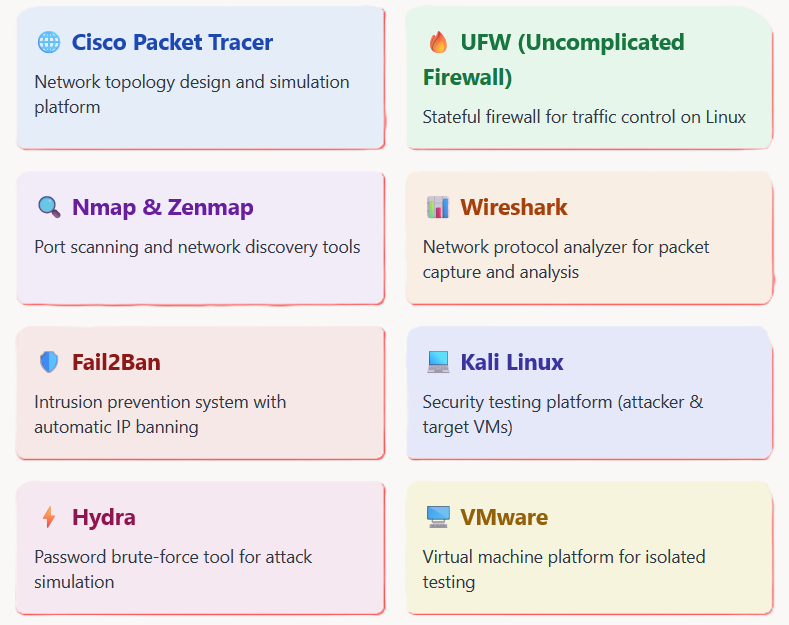 Cisco Packet Tracer
Network topology design and simulation
platform
UFW (Uncomplicated
Firewall)
Stateful firewall for traffic control on Linux
Nmap & Zenmap
Port scanning and network discovery tools
Wireshark
Network protocol analyzer for packet
capture and analysis
Fail2Ban
Intrusion prevention system with
automatic IP banning
Kali Linux
Security testing platform (attacker &
target VMs)
Hydra
Password brute-force tool for attack
simulation
VMware
Virtual machine platform for isolated
testing